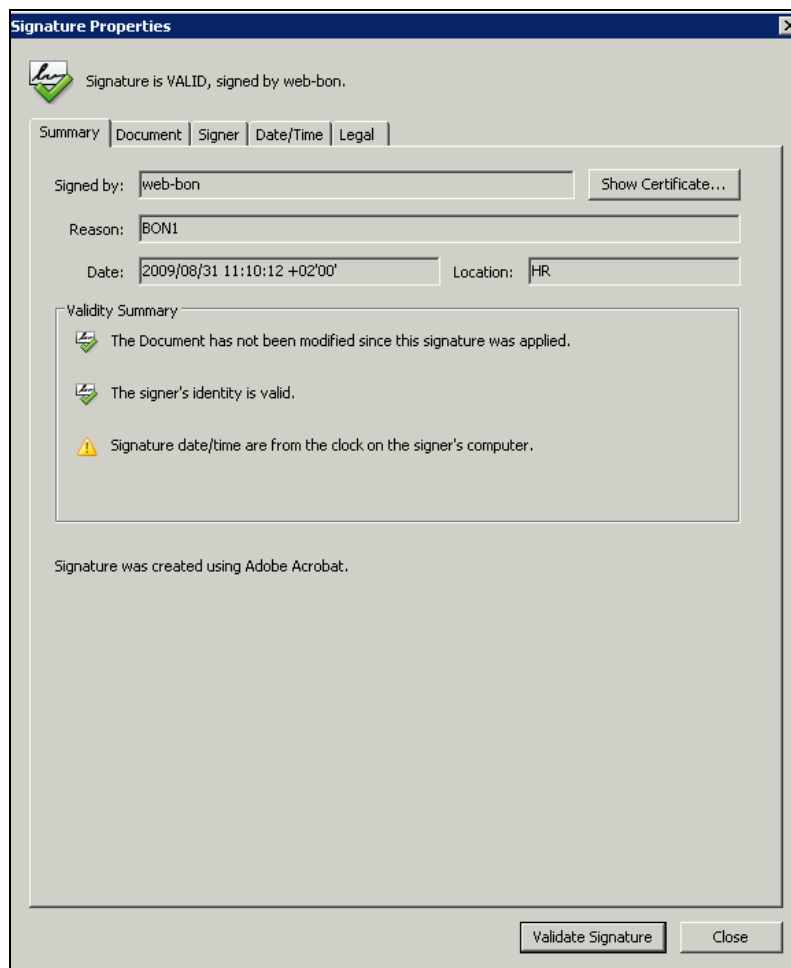 Signature Properties
Signature is VALID, signed by web-bon.
Summary Document Signer Date/Time Legal
Signed by: web-bon Show Certificate...
Reason: BON1
Date: 2009/08/31 11:10:12 +02'00' Location: HR
Validity Summary
The Document has not been modified since this signature was applied.
The signer's identity is valid.
Signature date/time are from the clock on the signer's computer.
Signature was created using Adobe Acrobat.
Validate Signature Close